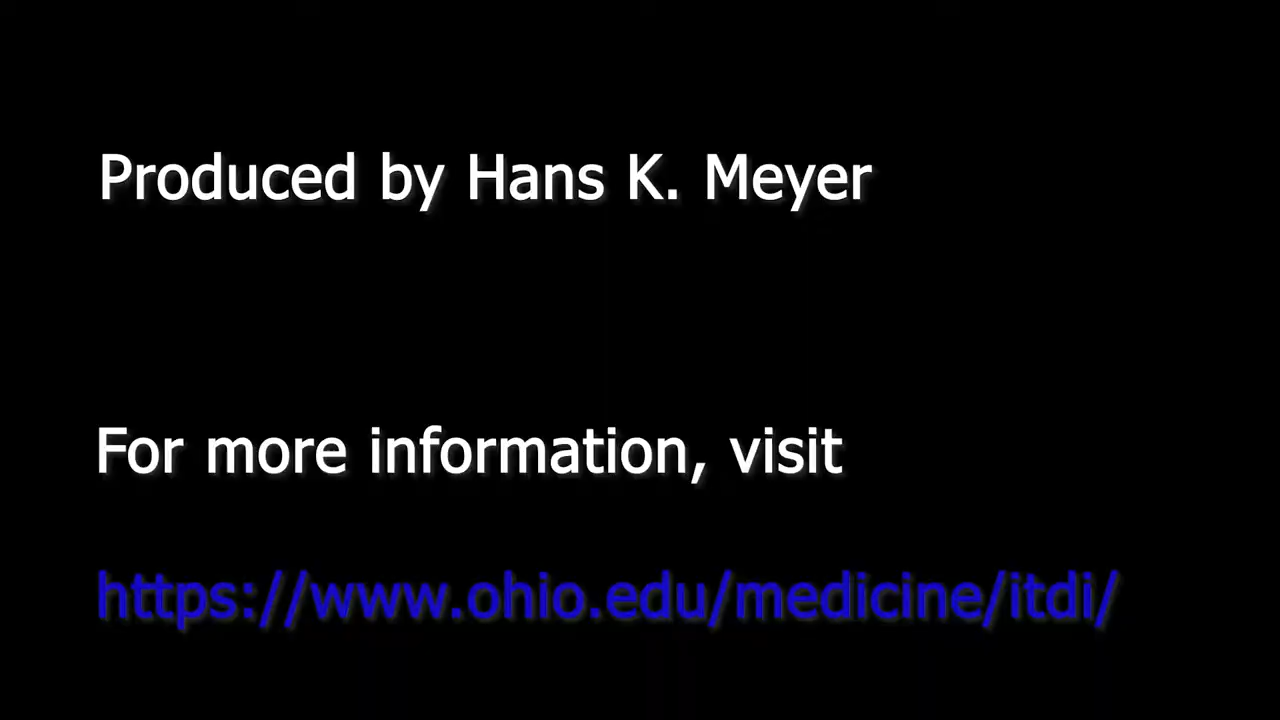 Produced by Hans K. Meyer
For more information, visit
https://www.ohio.edu/medicine/itdi/